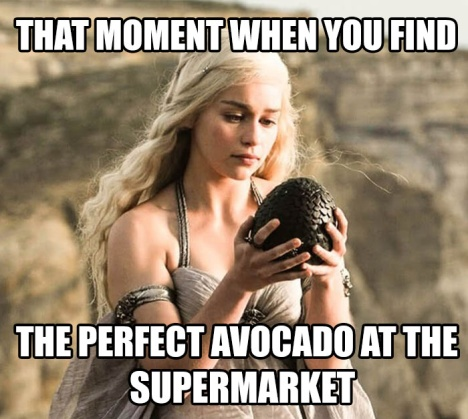 THAT MOMENT WHEN YOU FIND
THE PERFECT AVOCADO AT THE
SUPERMARKET